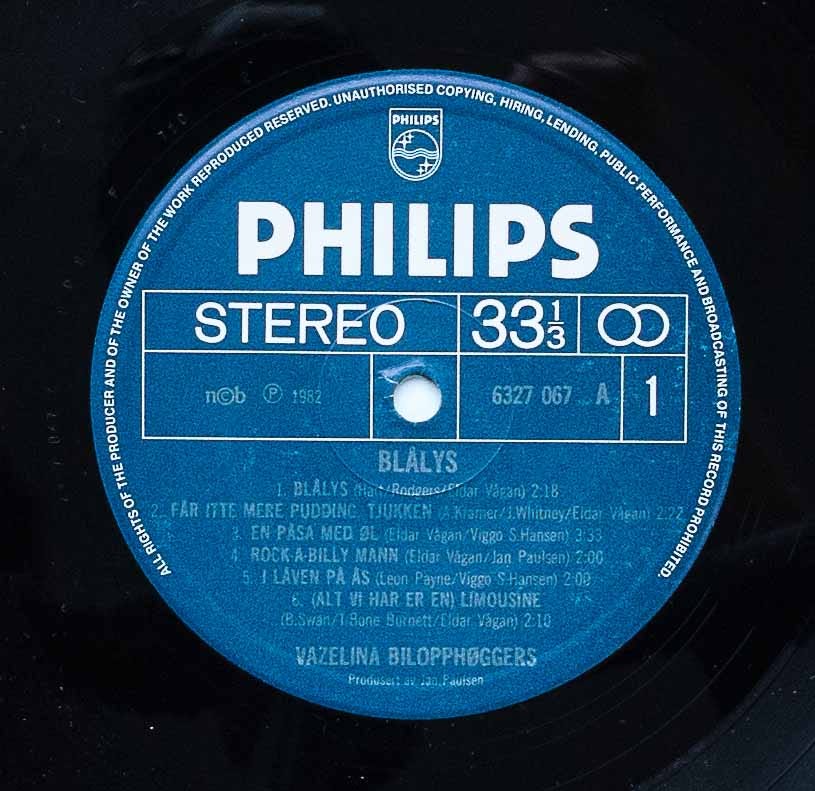 ALL RIGHTS OF THE PRODUCER AND OF THE OWNER OF THE WORK REPRODUCED RESERVED. UNAUTHORISED COPYING, HIRING, LENDING, PUBLIC PERFORMANCE AND BROADCASTING OF THIS RECORD PROHIBITED.
PHILIPS
PHILIPS
STEREO 33 1/3
n©b ℗ 1982 6327 067 A 1
BLÅLYS
1. BLÅLYS (Hart/Rodgers/Eldar Vågan) 2:18
2. FÅR ITTE MERE PUDDING, TJUKKEN (A.Kramer/J.Whitney/Eldar Vågan) 2:22
3. EN PÅSA MED ØL (Eldar Vågan/Viggo S.Hansen) 3:33
4. ROCK-A-BILLY MANN (Eldar Vågan/Jan Paulsen) 2:00
5. I LÅVEN PÅ ÅS (Leon Payne/Viggo S.Hansen) 2:00
6. (ALT VI HAR ER EN) LIMOUSINE
(B.Swan/T.Bone Burnett/Eldar Vågan) 2:10
VAZELINA BILOPPHØGGERS
Produsert av Jan Paulsen